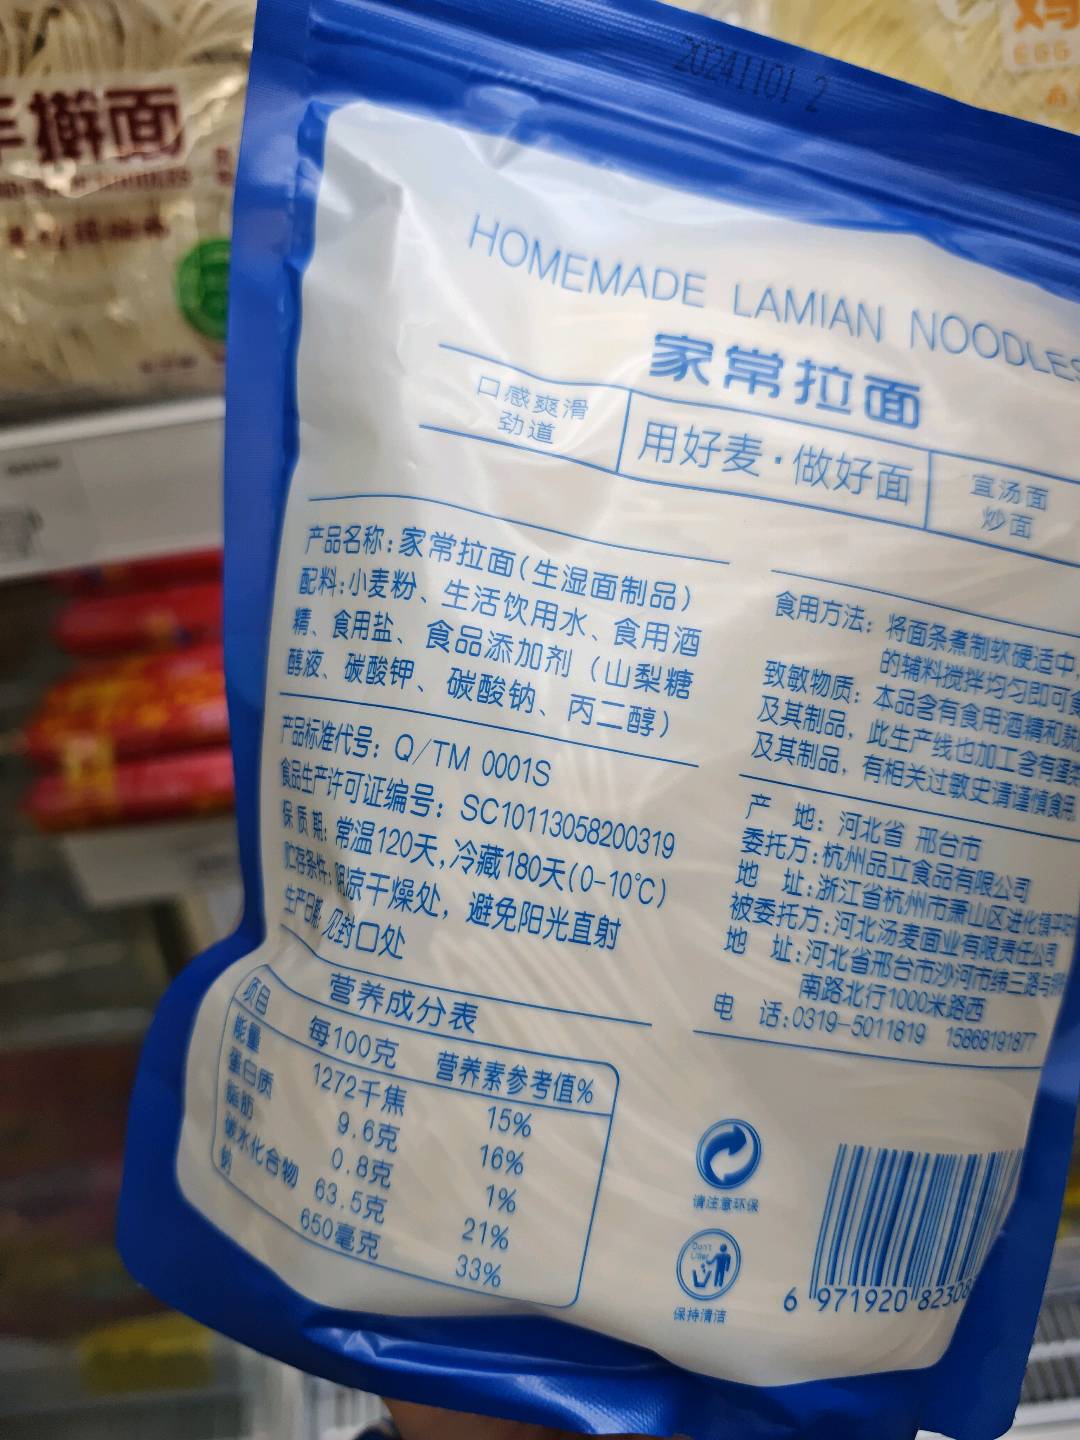 20241101 2
手擀面
鸡
EGG
HOMEMADE LAMIAN NOODLES
家常拉面
口感爽滑
劲道
用好麦·做好面
宜汤面
炒面
产品名称:家常拉面(生湿面制品)
配料:小麦粉、生活饮用水、食用酒
精、食用盐、食品添加剂（山梨糖
醇液、碳酸钾、碳酸钠、丙二醇）
产品标准代号: Q/TM 0001S
食品生产许可证编号: SC10113058200319
保质期: 常温120天,冷藏180天(0-10℃)
贮存条件: 阴凉干燥处，避免阳光直射
生产日期: 见封口处
营养成分表
项目 每100克 营养素参考值%
能量 1272千焦 15%
蛋白质 9.6克 16%
脂肪 0.8克 1%
碳水化合物 63.5克 21%
钠 650毫克 33%
食用方法: 将面条煮制软硬适中,
的辅料搅拌均匀即可
致敏物质: 本品含有食用酒精和
及其制品，此生产线也加工含有
及其制品，有相关过敏史请谨慎食用
产 地: 河北省 邢台市
委托方:杭州品立食品有限公司
地 址:浙江省杭州市萧山区进化镇
被委托方:河北汤麦面业有限责任公司
地 址:河北省邢台市沙河市纬三路与
南路北行1000米路西
电 话:0319-5011819 15868191877
请注意环保
Don't Litter
保持清洁
6 971920 82308